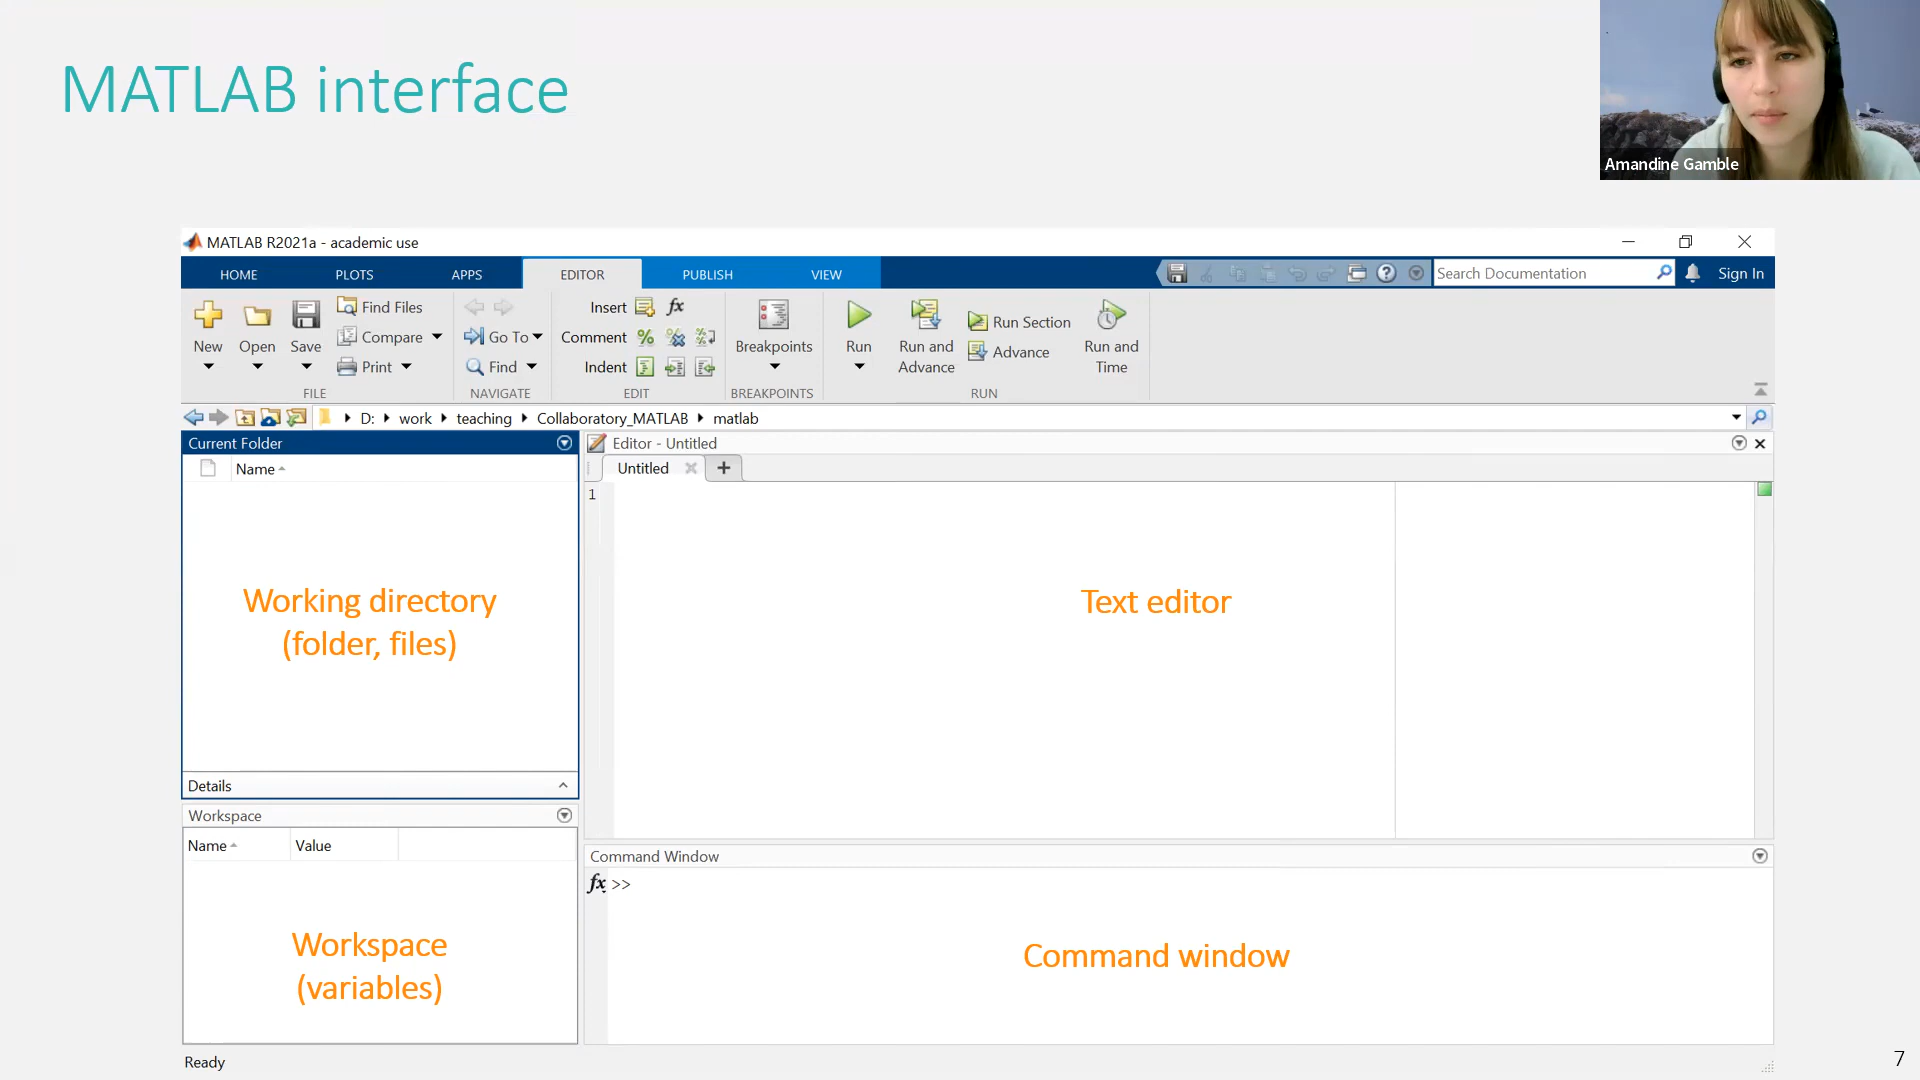 MATLAB interface
Amandine Gamble
MATLAB R2021a - academic use
HOME PLOTS APPS EDITOR PUBLISH VIEW Search Documentation Sign In
New Open Save Find Files Compare Print
FILE
Go To Find
NAVIGATE
Insert fx
Comment % %
Indent
EDIT
Breakpoints
BREAKPOINTS
Run
Run and
Advance
Run Section
Advance
Run and
Time
RUN
D: work teaching Collaboratory_MATLAB matlab
Current Folder
Name
Working directory
(folder, files)
Details
Editor - Untitled
Untitled +
1
Text editor
Workspace
Name Value
Workspace
(variables)
Command Window
fx >>
Command window
Ready
7